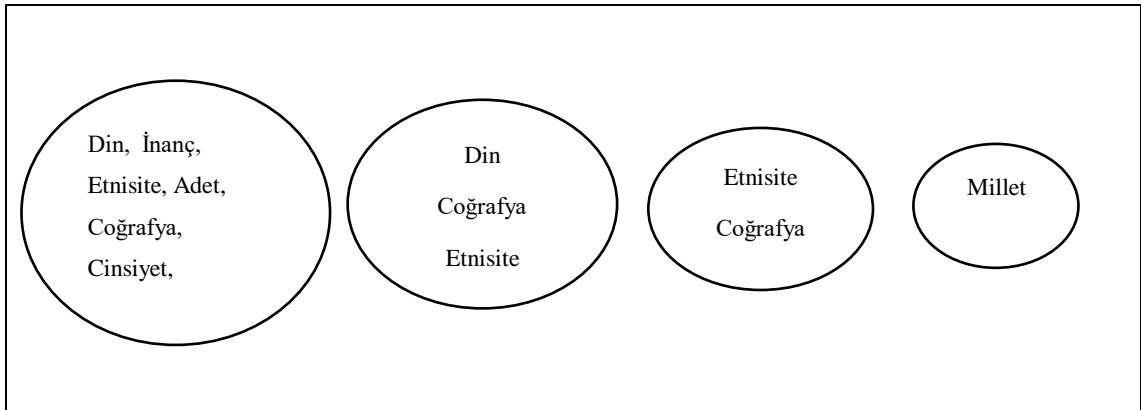 Din, İnanç,
Etnisite, Adet,
Coğrafya,
Cinsiyet,
Din
Coğrafya
Etnisite
Etnisite
Coğrafya
Millet